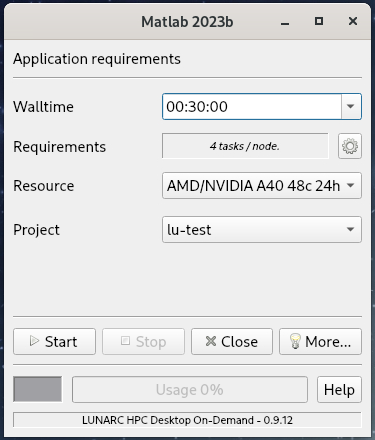 Matlab 2023b
Application requirements
Walltime 00:30:00
Requirements 4 tasks / node.
Resource AMD/NVIDIA A40 48c 24h
Project lu-test
Start Stop Close More...
Usage 0% Help
LUNARC HPC Desktop On-Demand - 0.9.12